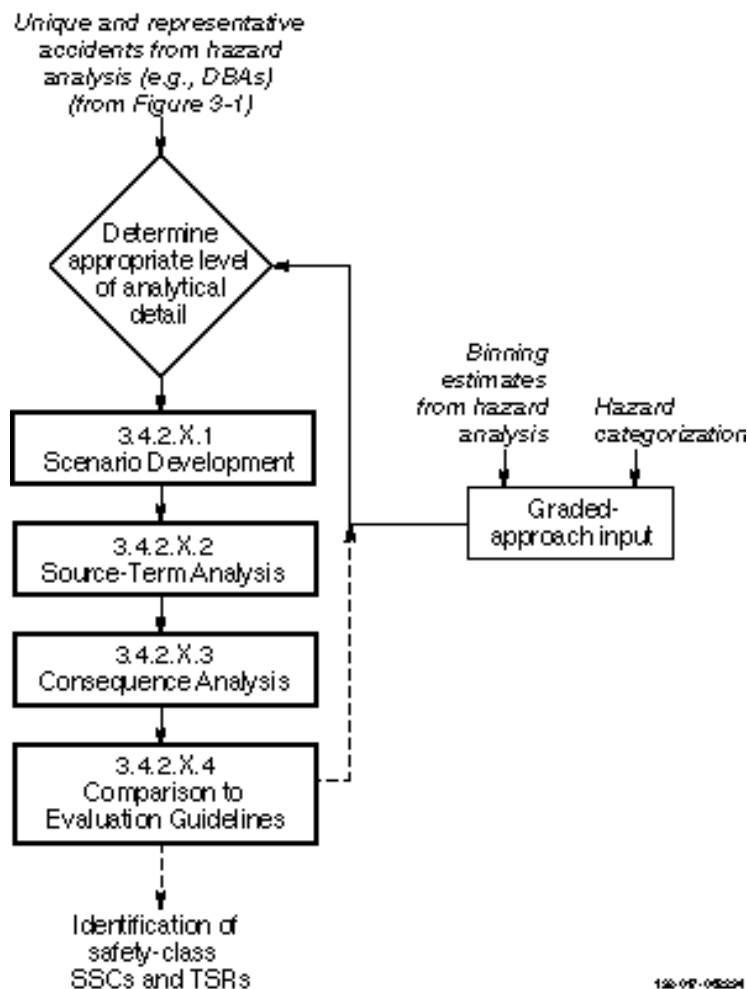 Unique and representative
accidents from hazard
analysis (e.g., DBAs)
(from Figure 3-1)
Determine
appropriate level
of analytical
detail
Binning
estimates
from hazard
analysis
Hazard
categorization
3.4.2.X.1
Scenario Development
Graded-
approach input
3.4.2.X.2
Source-Term Analysis
3.4.2.X.3
Consequence Analysis
3.4.2.X.4
Comparison to
Evaluation Guidelines
Identification of
safety-class
SSCs and TSRs